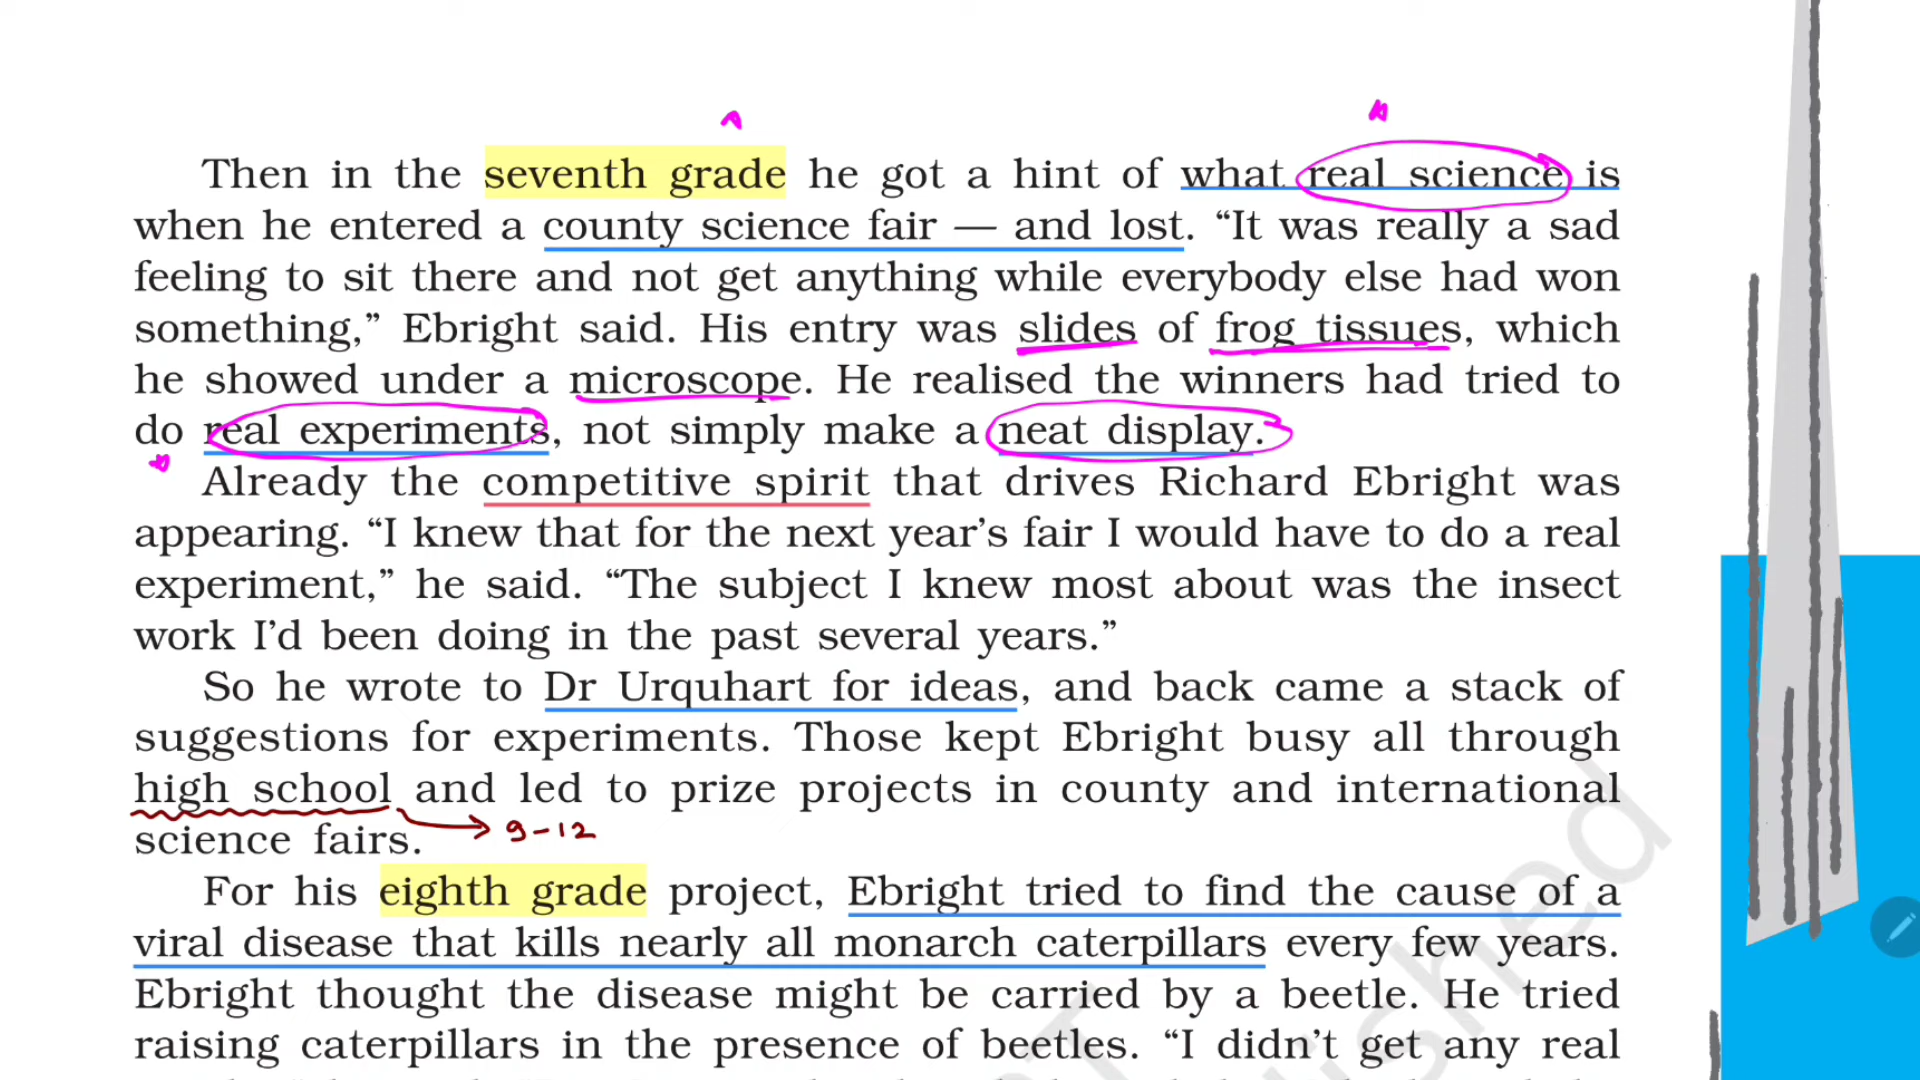 Then in the seventh grade he got a hint of what real science is
when he entered a county science fair — and lost. “It was really a sad
feeling to sit there and not get anything while everybody else had won
something,” Ebright said. His entry was slides of frog tissues, which
he showed under a microscope. He realised the winners had tried to
do real experiments, not simply make a neat display.
Already the competitive spirit that drives Richard Ebright was
appearing. “I knew that for the next year’s fair I would have to do a real
experiment,” he said. “The subject I knew most about was the insect
work I’d been doing in the past several years.”
So he wrote to Dr Urquhart for ideas, and back came a stack of
suggestions for experiments. Those kept Ebright busy all through
high school and led to prize projects in county and international
science fairs.
9-12
For his eighth grade project, Ebright tried to find the cause of a
viral disease that kills nearly all monarch caterpillars every few years.
Ebright thought the disease might be carried by a beetle. He tried
raising caterpillars in the presence of beetles. “I didn’t get any real